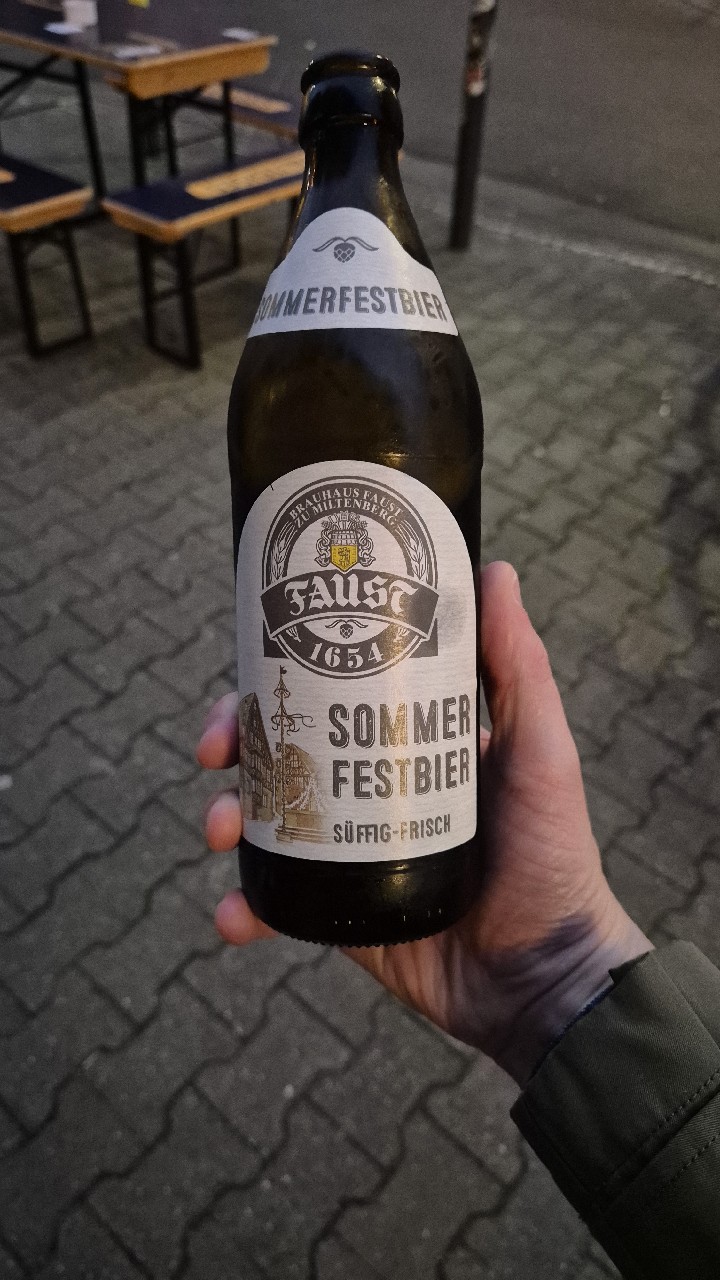 SOMMERFESTBIER
BRAUHAUS FAUST
ZU MILTENBERG
FAUST
1654
SOMMER
FESTBIER
SÜFFIG-FRISCH